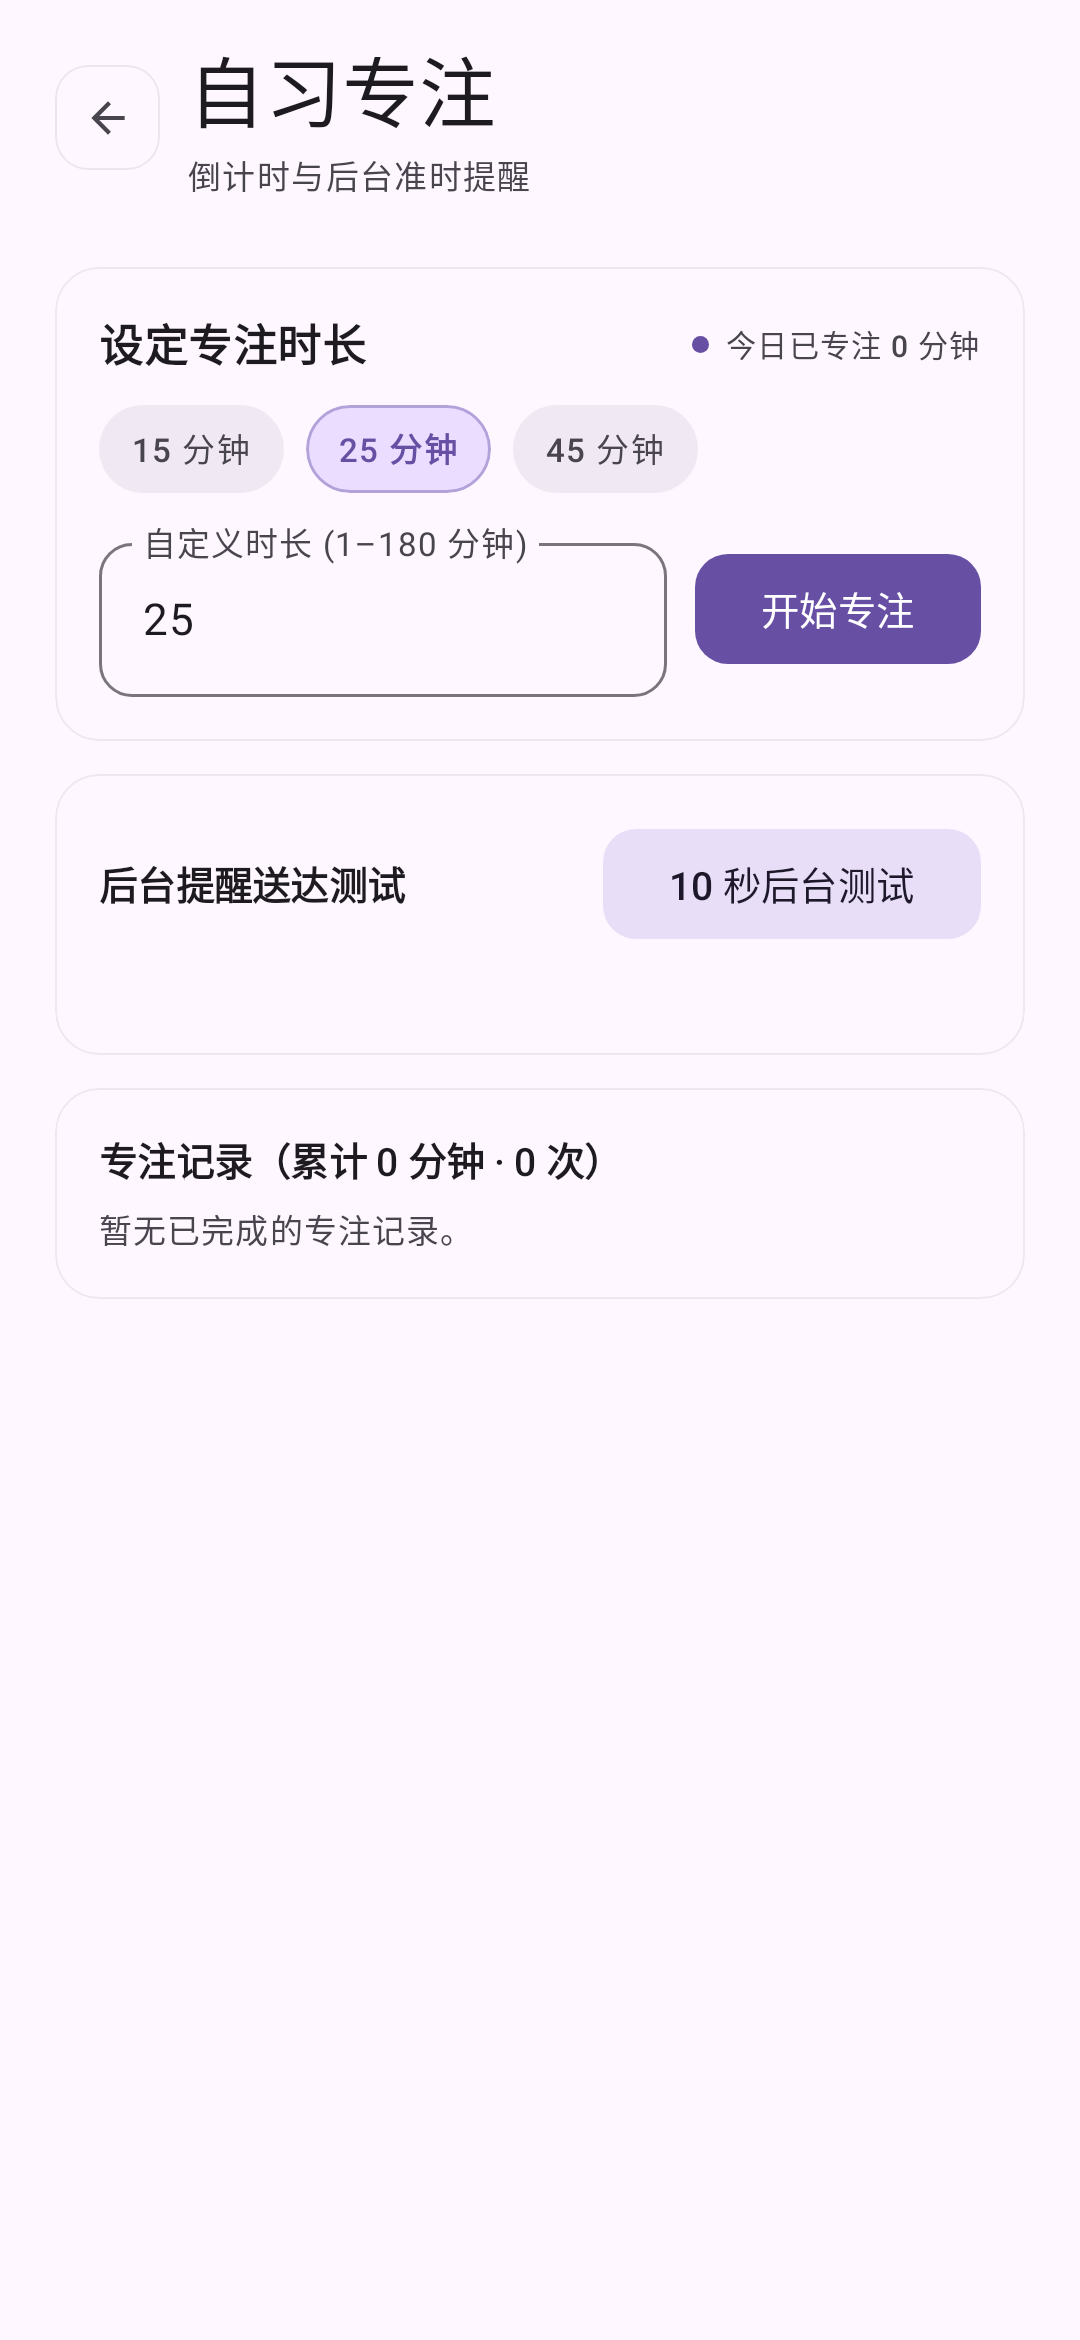 自习专注
倒计时与后台准时提醒
设定专注时长
今日已专注 0 分钟
15 分钟
25 分钟
45 分钟
自定义时长 (1–180 分钟)
25
开始专注
后台提醒送达测试
10 秒后台测试
专注记录（累计 0 分钟 · 0 次）
暂无已完成的专注记录。